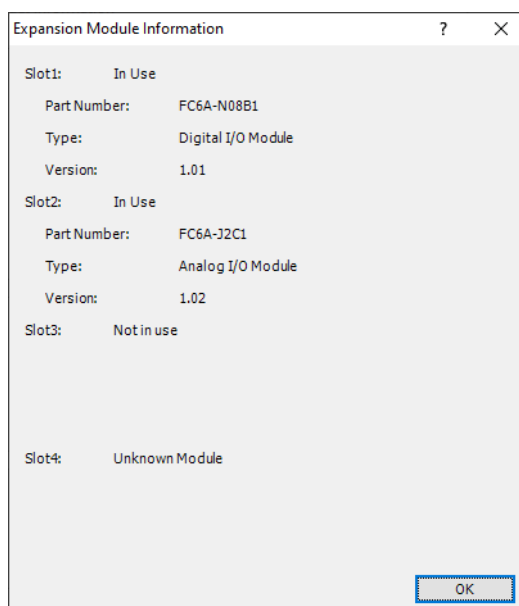 Expansion Module Information ?
Slot1: In Use
Part Number: FC6A-N08B1
Type: Digital I/O Module
Version: 1.01
Slot2: In Use
Part Number: FC6A-J2C1
Type: Analog I/O Module
Version: 1.02
Slot3: Not in use
Slot4: Unknown Module
OK